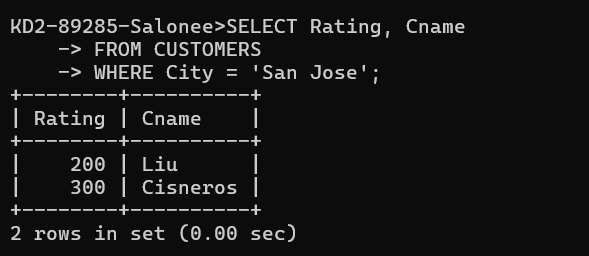 KD2-89285-Salonee>SELECT Rating, Cname
    -> FROM CUSTOMERS
    -> WHERE City = 'San Jose';
+--------+----------+
| Rating | Cname    |
+--------+----------+
|    200 | Liu      |
|    300 | Cisneros |
+--------+----------+
2 rows in set (0.00 sec)